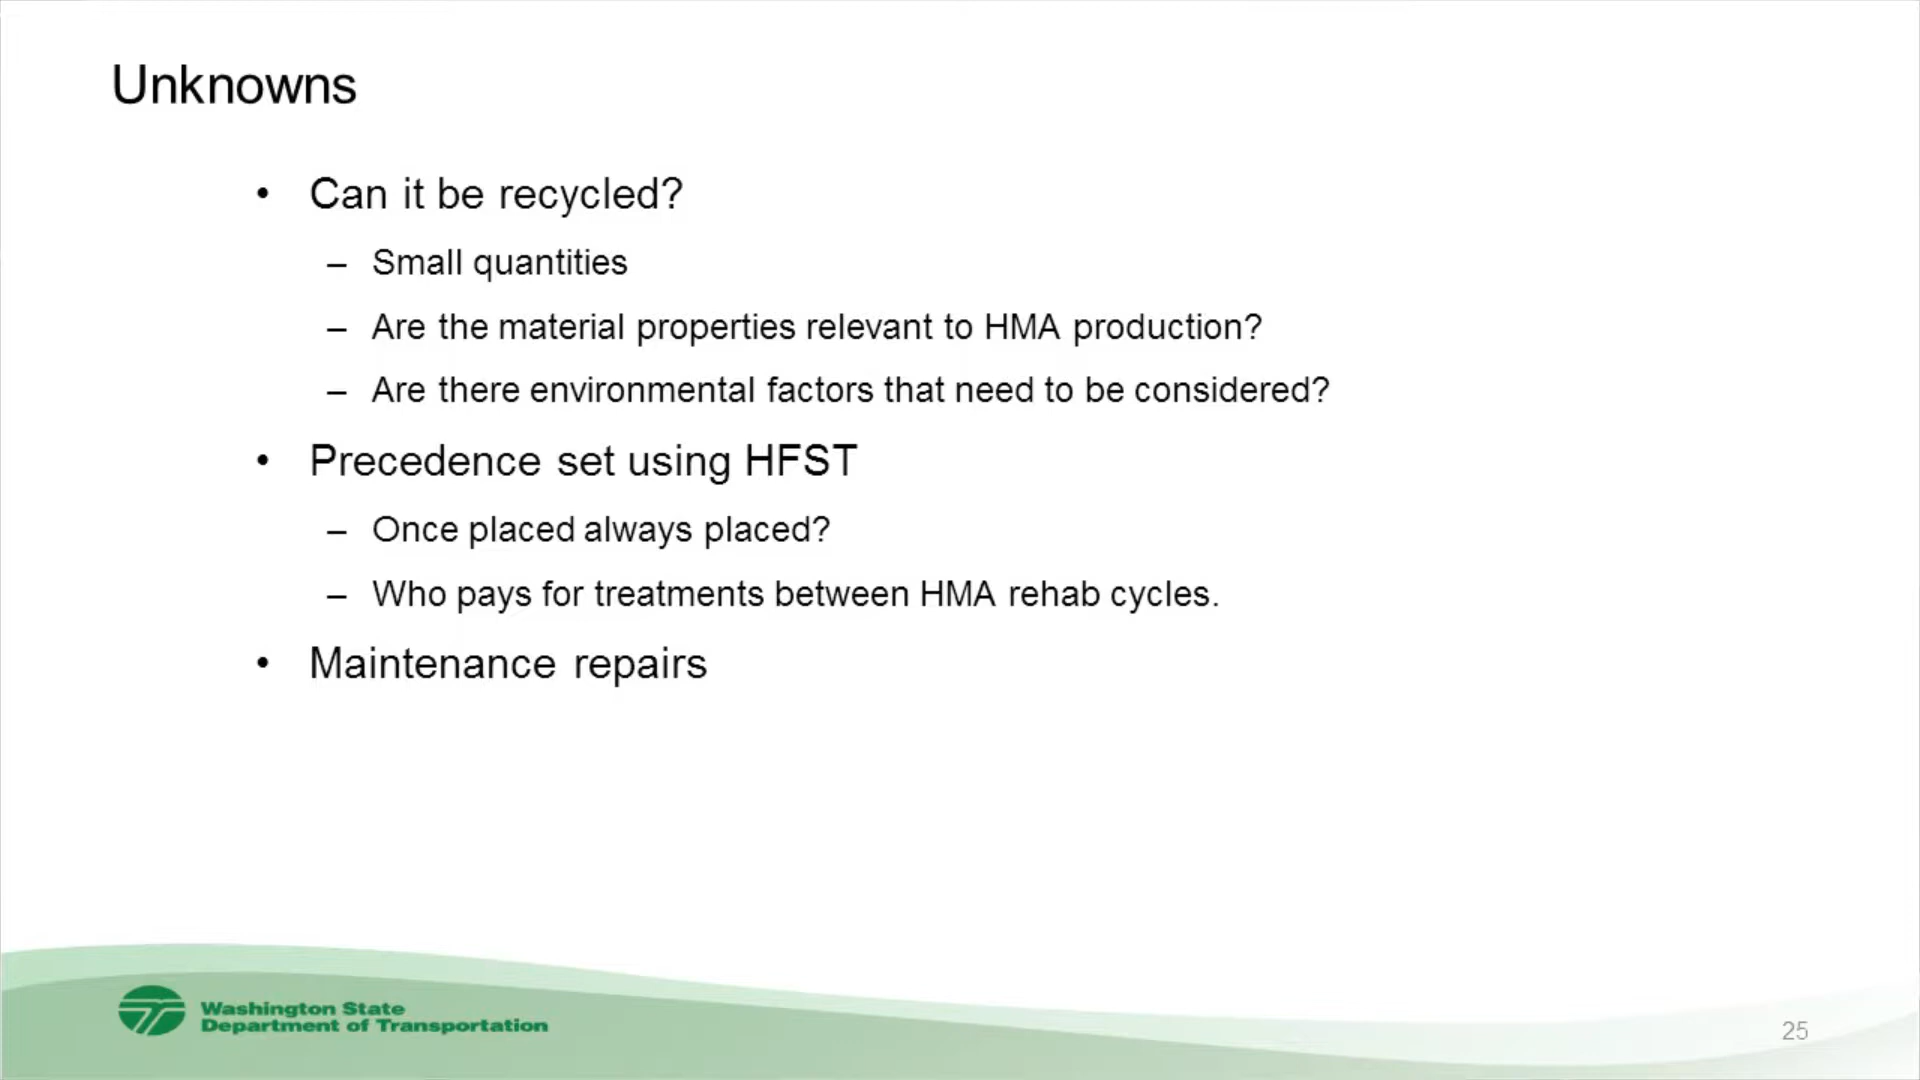 Unknowns
• Can it be recycled?
– Small quantities
– Are the material properties relevant to HMA production?
– Are there environmental factors that need to be considered?
• Precedence set using HFST
– Once placed always placed?
– Who pays for treatments between HMA rehab cycles.
• Maintenance repairs
Washington State
Department of Transportation
25